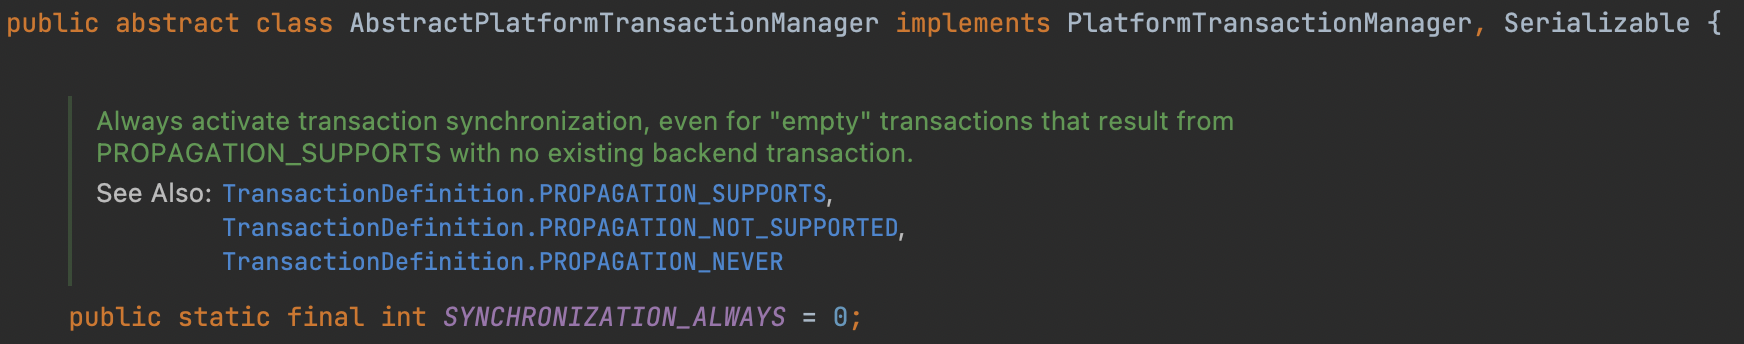 public abstract class AbstractPlatformTransactionManager implements PlatformTransactionManager, Serializable {
Always activate transaction synchronization, even for "empty" transactions that result from
PROPAGATION_SUPPORTS with no existing backend transaction.
See Also: TransactionDefinition.PROPAGATION_SUPPORTS,
TransactionDefinition.PROPAGATION_NOT_SUPPORTED,
TransactionDefinition.PROPAGATION_NEVER
public static final int SYNCHRONIZATION_ALWAYS = 0;